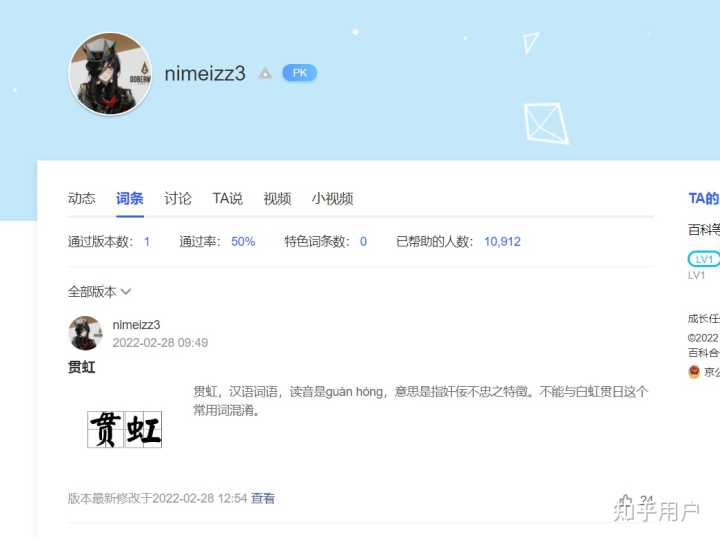 nimeizz3 PK
动态 词条 讨论 TA说 视频 小视频
通过版本数： 1 通过率： 50% 特色词条数： 0 已帮助的人数： 10,912
全部版本
nimeizz3
2022-02-28 09:49
贯虹
贯虹，汉语词语，读音是guàn hóng，意思是指奸佞不忠之特徵。不能与白虹贯日这个
常用词混淆。
贯虹
版本最新修改于2022-02-28 12:54 查看
24
TA的
百科等
LV1
LV1
成长任
©2022
百科合
京公
知乎用户